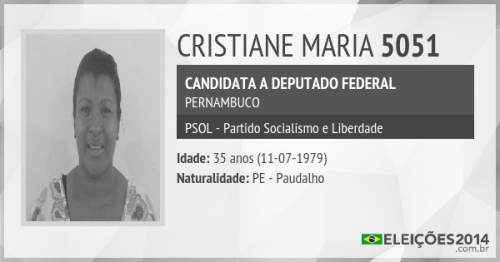 CRISTIANE MARIA 5051
CANDIDATA A DEPUTADO FEDERAL
PERNAMBUCO
PSOL - Partido Socialismo e Liberdade
Idade: 35 anos (11-07-1979)
Naturalidade: PE - Paudalho
ELEIÇÕES2014
.com.br